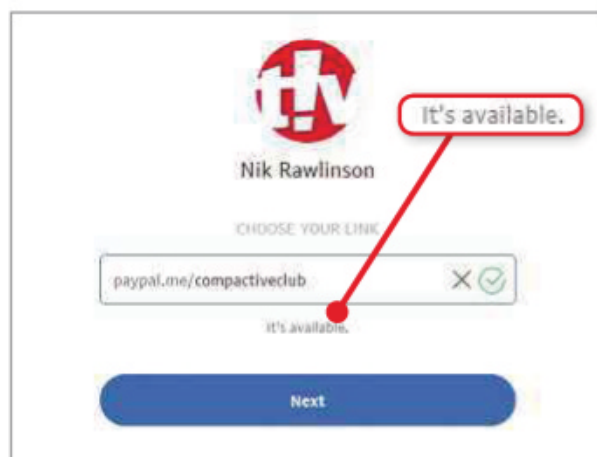 It's available.
Nik Rawlinson
CHOOSE YOUR LINK
paypal.me/compactiveclub
It's available.
Next